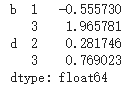 b  1   -0.555730
   3    1.965781
d  2    0.281746
   3    0.769023
dtype: float64